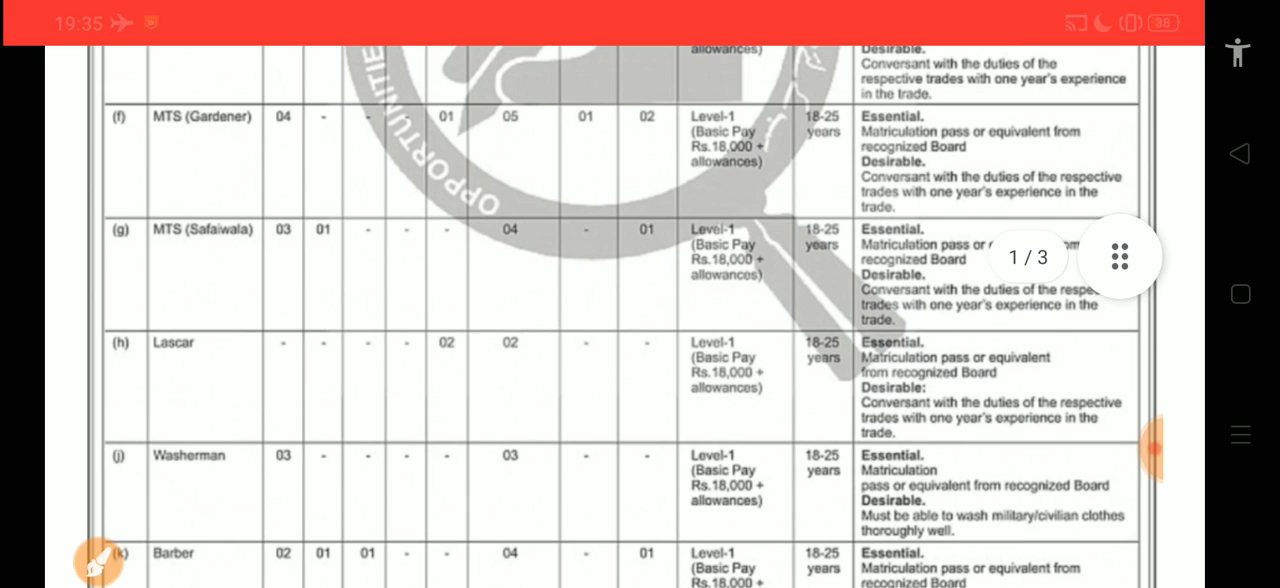 19:35
38
allowances)
Desirable.
Conversant with the duties of the
respective trades with one year's experience
in the trade.
OPPORTUNITIE
(f) MTS (Gardener) 04 - - - 01 05 01 02 Level-1 18-25 Essential.
(Basic Pay years Matriculation pass or equivalent from
Rs.18,000 + recognized Board
allowances) Desirable.
Conversant with the duties of the respective
trades with one year's experience in the
trade.
(g) MTS (Safaiwala) 03 01 - - - 04 - 01 Level-1 18-25 Essential.
(Basic Pay years Matriculation pass or
Rs.18,000 + recognized Board
allowances) Desirable.
1 / 3
Conversant with the duties of the respe
trades with one year's experience in the
trade.
(h) Lascar - - - - 02 02 - - Level-1 18-25 Essential.
(Basic Pay years Matriculation pass or equivalent
Rs.18,000 + from recognized Board
allowances) Desirable:
Conversant with the duties of the respective
trades with one year's experience in the
trade.
(j) Washerman 03 - - - - 03 - - Level-1 18-25 Essential.
(Basic Pay years Matriculation
Rs.18,000 + pass or equivalent from recognized Board
allowances) Desirable.
Must be able to wash military/civilian clothes
thoroughly well.
(k) Barber 02 01 01 - - 04 - 01 Level-1 18-25 Essential.
(Basic Pay years Matriculation pass or equivalent from
Rs.18,000 + recognized Board